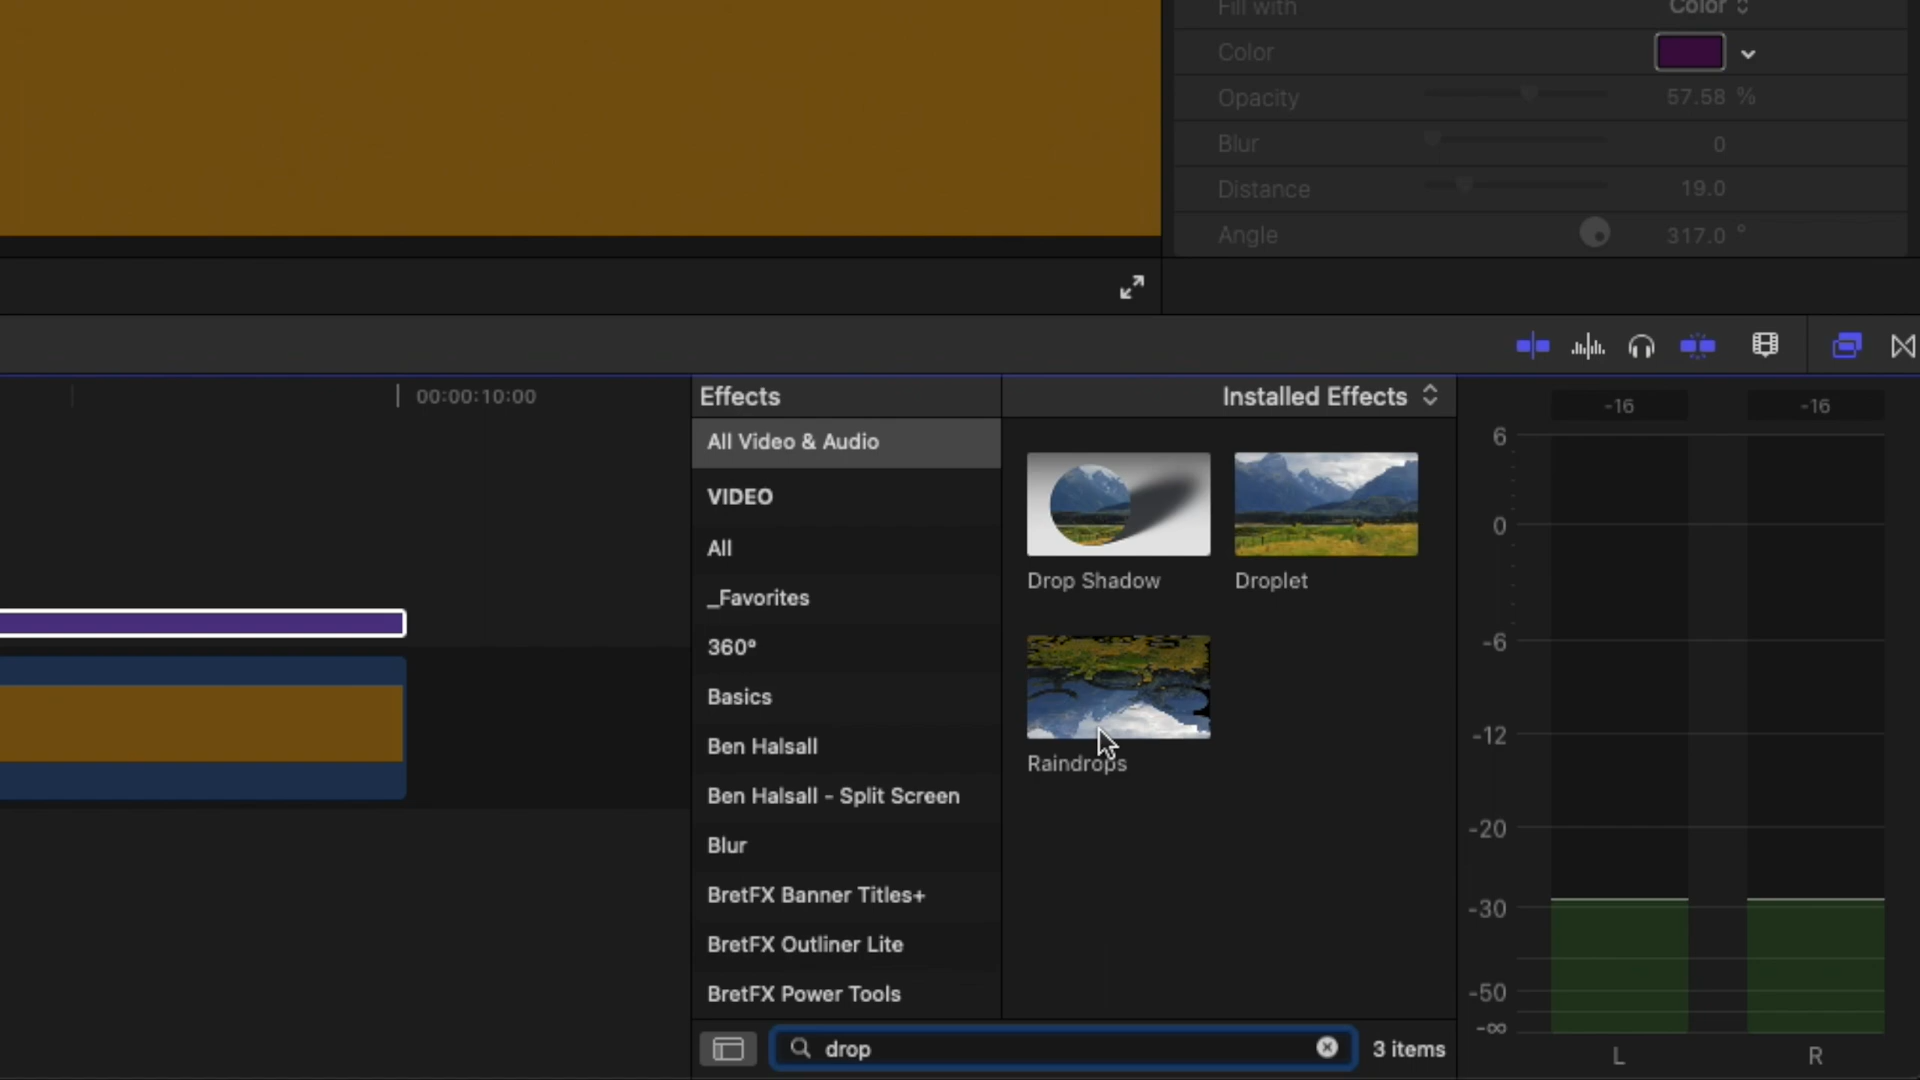 Fill with Color
Color
Opacity 57.58 %
Blur 0
Distance 19.0
Angle 317.0 °
00:00:10:00
Effects
Installed Effects
All Video & Audio
VIDEO
All
_Favorites
360°
Basics
Ben Halsall
Ben Halsall - Split Screen
Blur
BretFX Banner Titles+
BretFX Outliner Lite
BretFX Power Tools
Drop Shadow
Droplet
Raindrops
drop
3 items
-16 -16
6
0
-6
-12
-20
-30
-50
-∞
L R